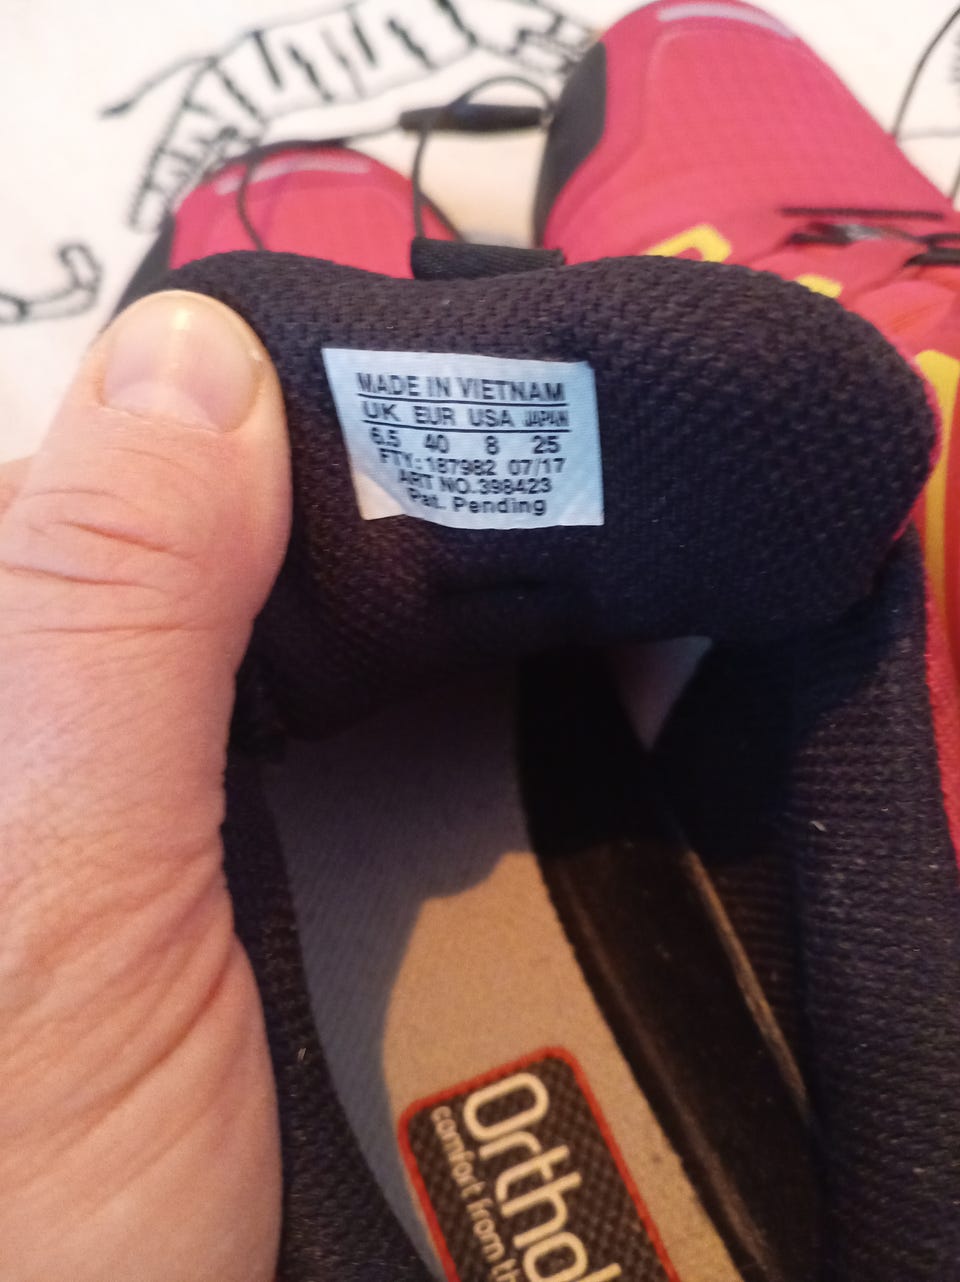 MADE IN VIETNAM
UK EUR USA JAPAN
6.5 40 8 25
FTY: 187982 07/17
ART NO.398423
Pat. Pending
Orthol
comfort from th